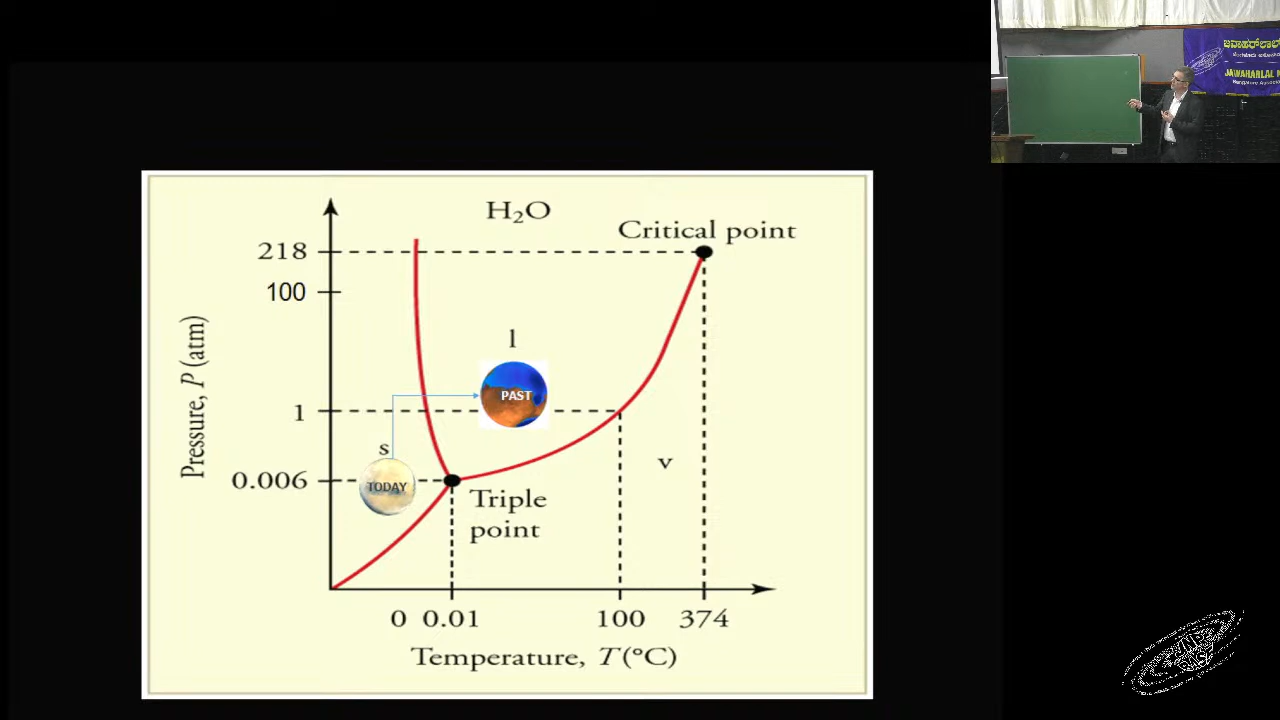 H₂O
Critical point
218
100
l
PAST
1
s
v
TODAY
0.006
Triple
point
0 0.01 100 374
Temperature, T (°C)
Pressure, P (atm)
JAWAHARLAL